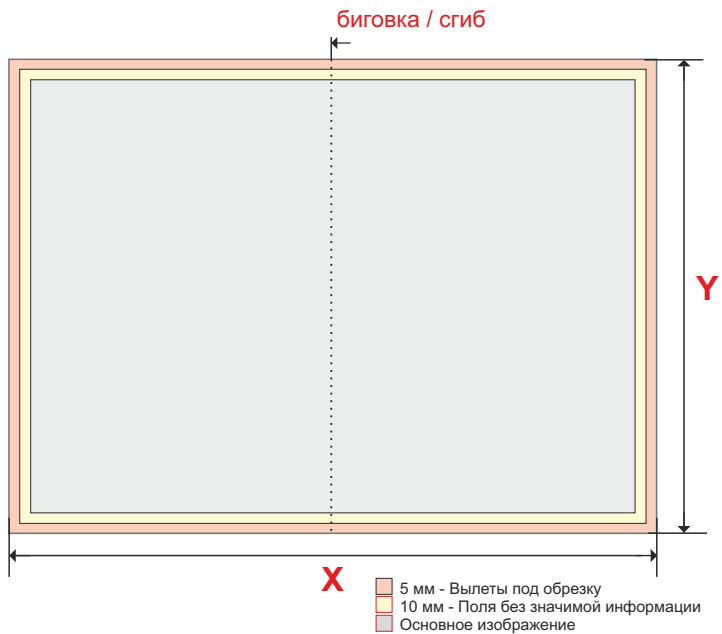 биговка / сгиб
Y
X
5 мм - Вылеты под обрезку
10 мм - Поля без значимой информации
Основное изображение